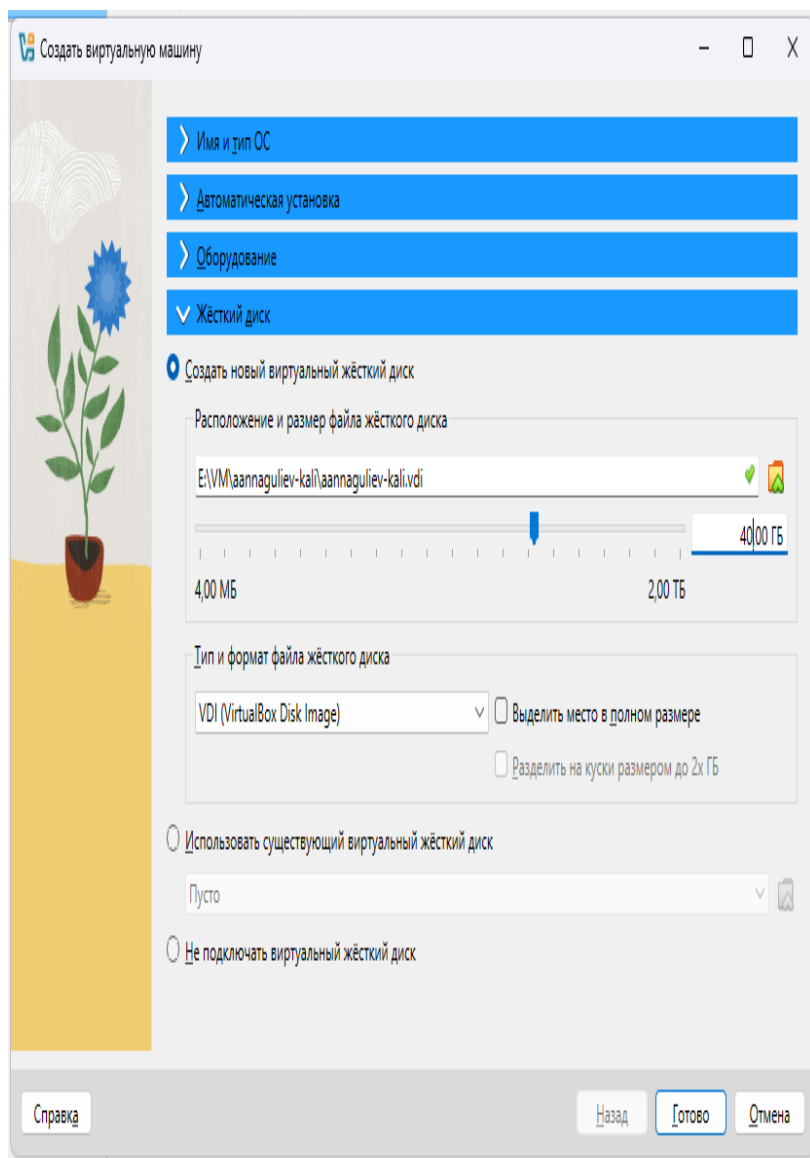 Создать виртуальную машину
Имя и тип ОС
Автоматическая установка
Оборудование
Жёсткий диск
Создать новый виртуальный жёсткий диск
Расположение и размер файла жёсткого диска
E:\VM\aannaguliev-kali\aannaguliev-kali.vdi
40,00 ГБ
4,00 МБ 2,00 ТБ
Тип и формат файла жёсткого диска
VDI (VirtualBox Disk Image) Выделить место в полном размере
Разделить на куски размером до 2х ГБ
Использовать существующий виртуальный жёсткий диск
Пусто
Не подключать виртуальный жёсткий диск
Справка Назад Готово Отмена